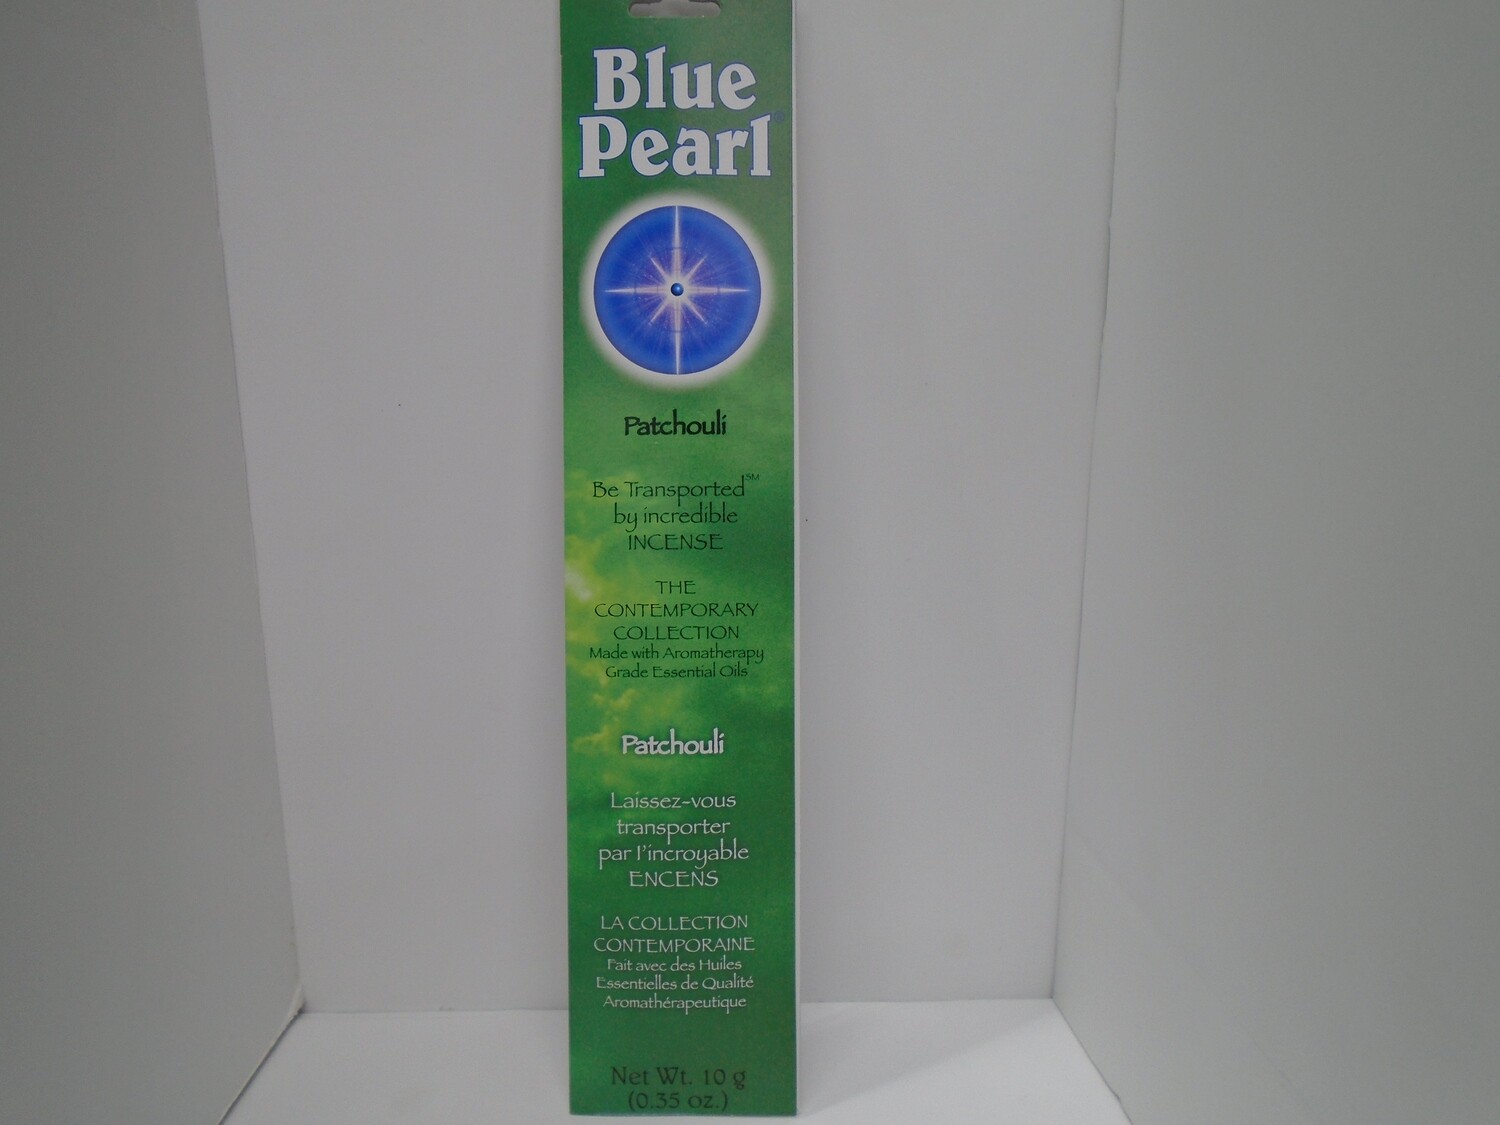 Blue
Pearl®
Patchouli
Be Transported℠
by incredible
INCENSE
THE
CONTEMPORARY
COLLECTION
Made with Aromatherapy
Grade Essential Oils
Patchouli
Laissez-vous
transporter
par l'incroyable
ENCENS
LA COLLECTION
CONTEMPORAINE
Fait avec des Huiles
Essentielles de Qualité
Aromathérapeutique
Net Wt. 10 g
(0.35 oz.)